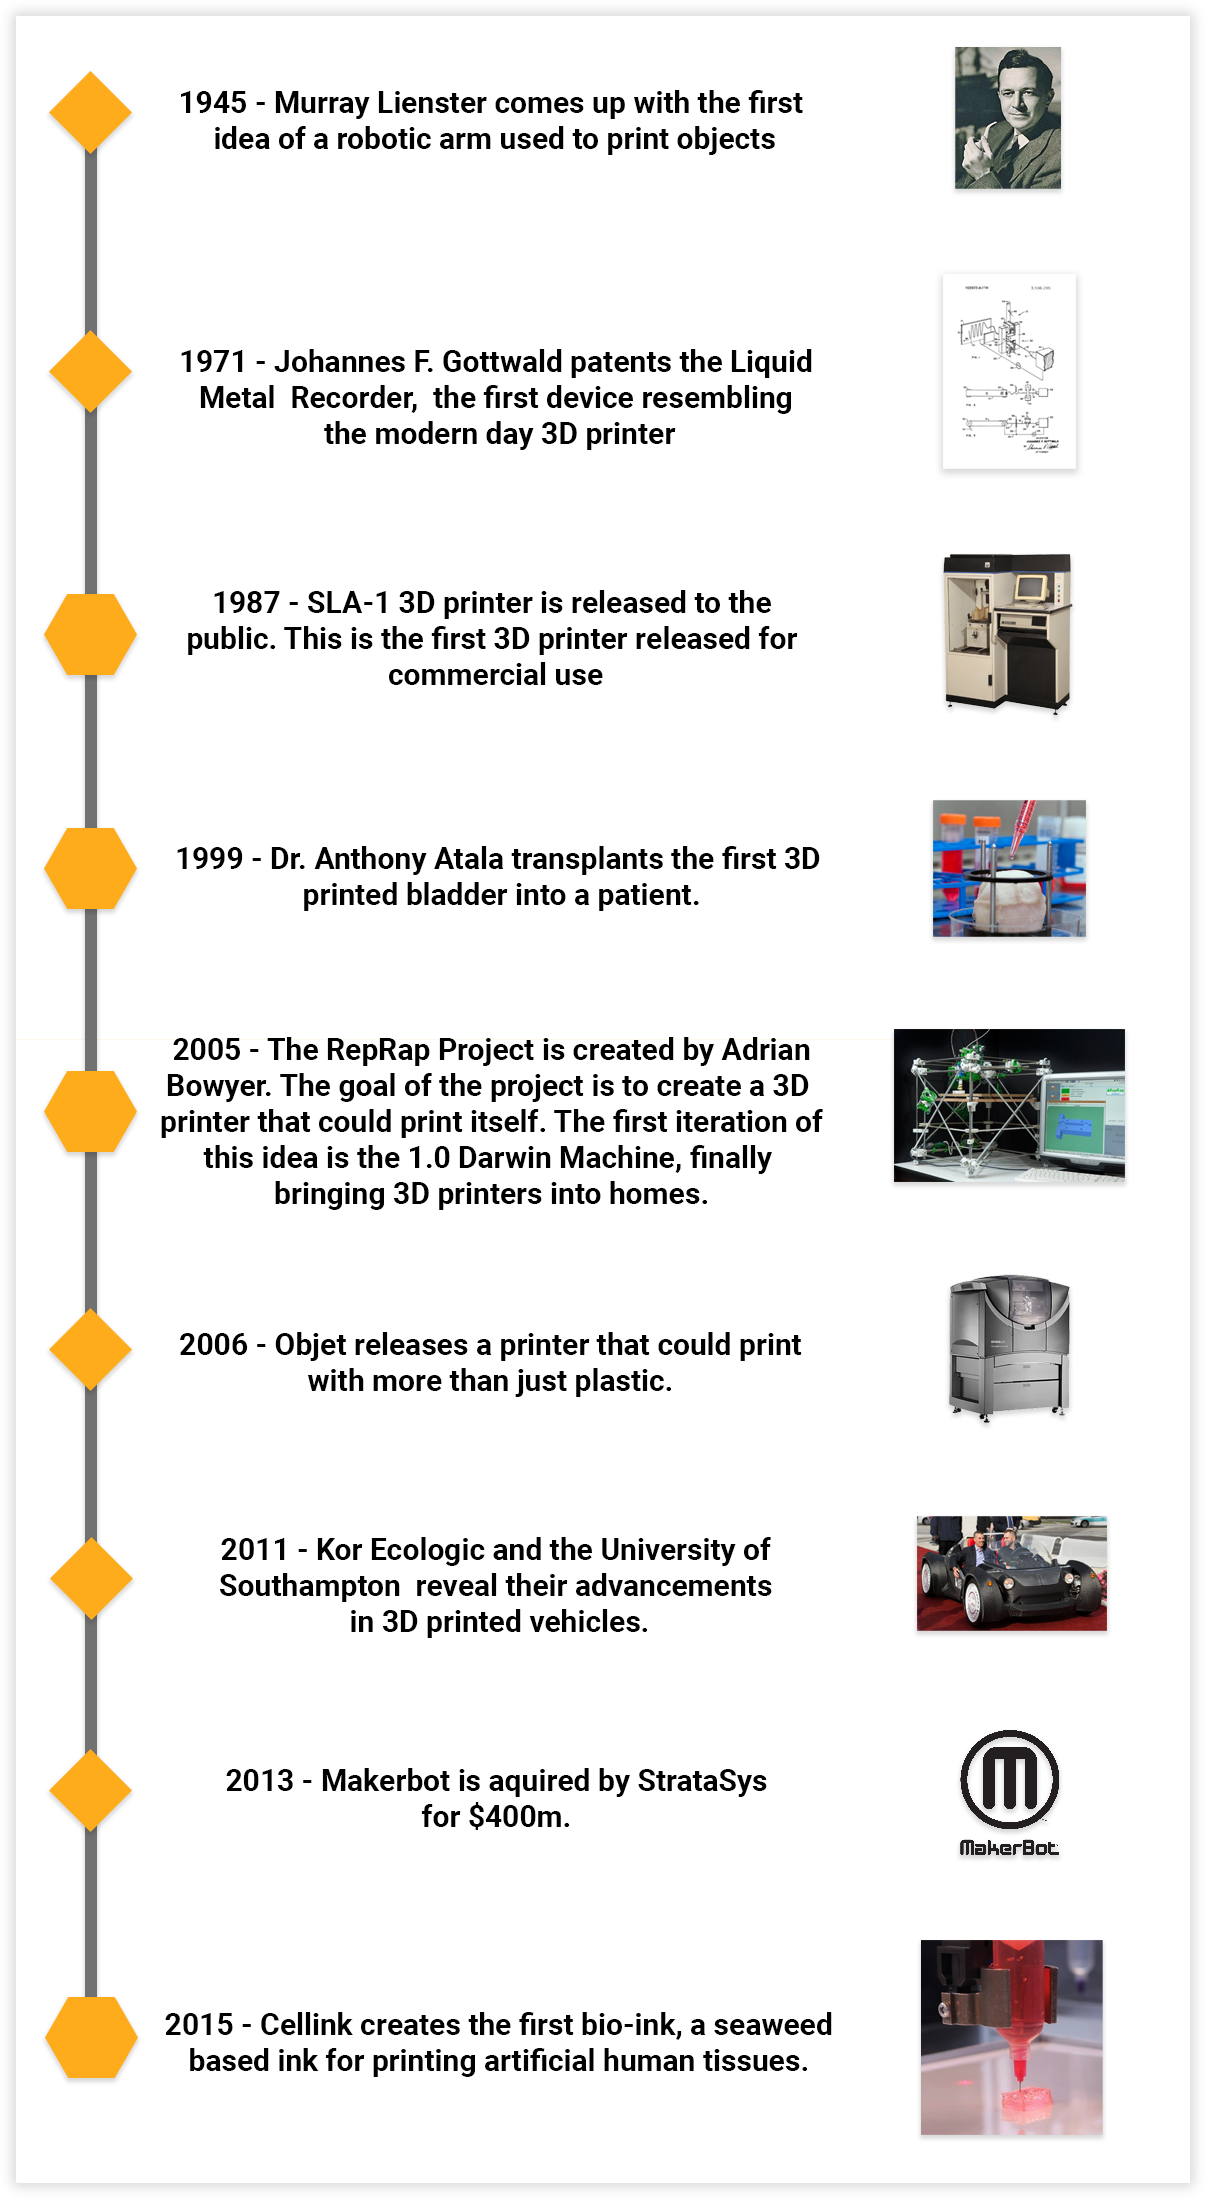 1945 - Murray Lienster comes up with the first
idea of a robotic arm used to print objects
1971 - Johannes F. Gottwald patents the Liquid
Metal  Recorder,  the first device resembling
the modern day 3D printer
1987 - SLA-1 3D printer is released to the
public. This is the first 3D printer released for
commercial use
1999 - Dr. Anthony Atala transplants the first 3D
printed bladder into a patient.
2005 - The RepRap Project is created by Adrian
Bowyer. The goal of the project is to create a 3D
printer that could print itself. The first iteration of
this idea is the 1.0 Darwin Machine, finally
bringing 3D printers into homes.
2006 - Objet releases a printer that could print
with more than just plastic.
2011 - Kor Ecologic and the University of
Southampton  reveal their advancements
in 3D printed vehicles.
2013 - Makerbot is aquired by StrataSys
for $400m.
MakerBot
2015 - Cellink creates the first bio-ink, a seaweed
based ink for printing artificial human tissues.